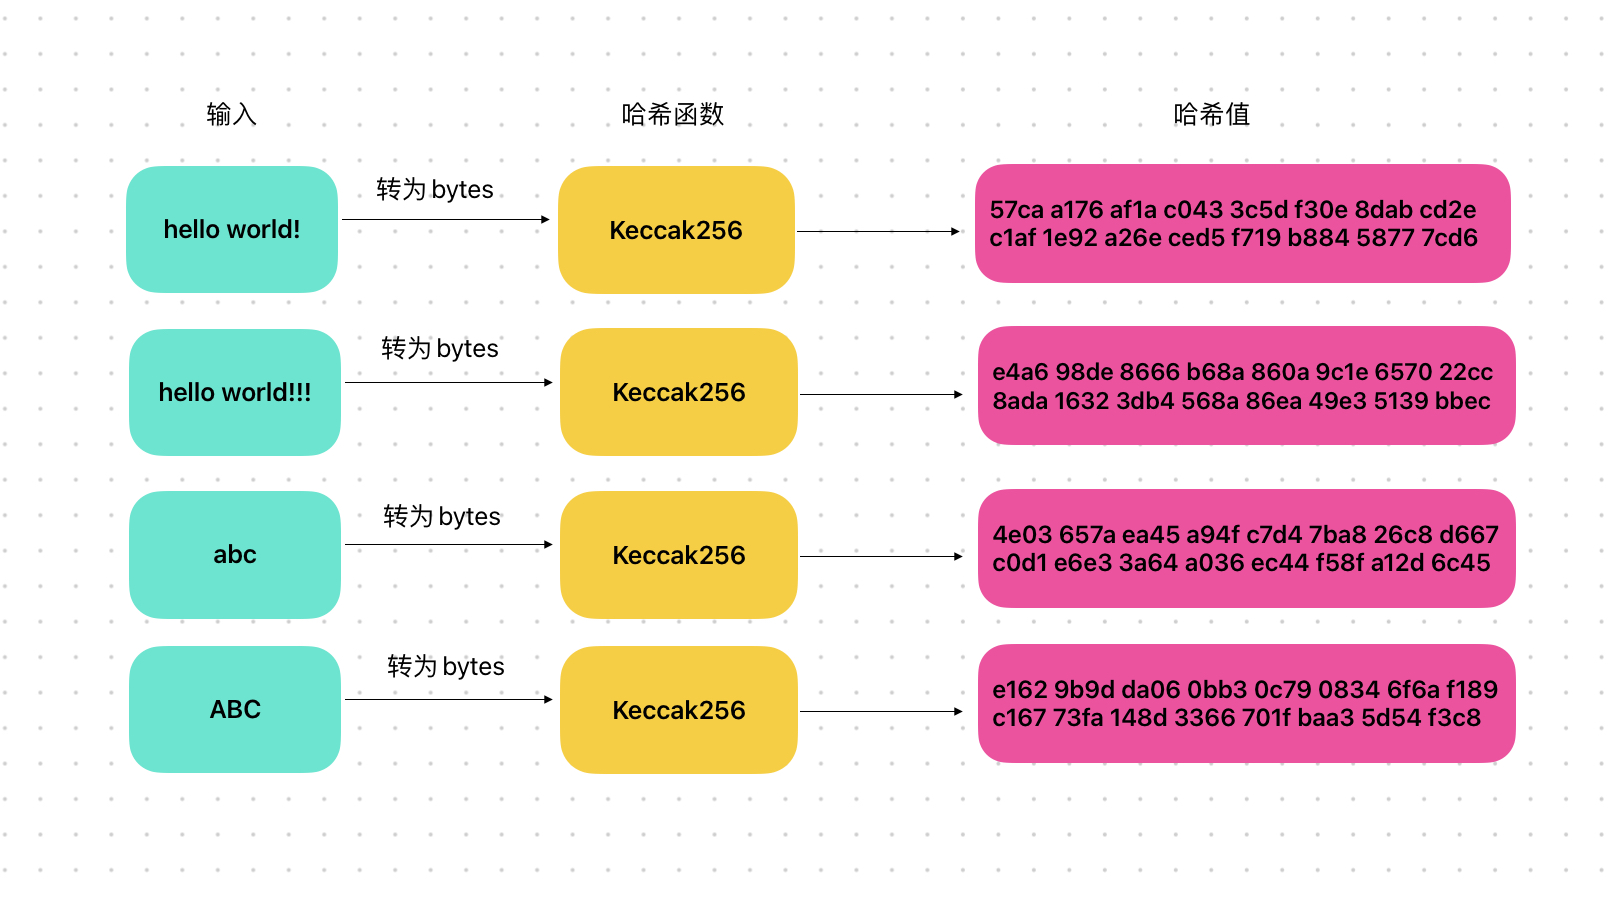 输入
哈希函数
哈希值
hello world!
转为 bytes
Keccak256
57ca a176 af1a c043 3c5d f30e 8dab cd2e
c1af 1e92 a26e ced5 f719 b884 5877 7cd6
hello world!!!
转为 bytes
Keccak256
e4a6 98de 8666 b68a 860a 9c1e 6570 22cc
8ada 1632 3db4 568a 86ea 49e3 5139 bbec
abc
转为 bytes
Keccak256
4e03 657a ea45 a94f c7d4 7ba8 26c8 d667
c0d1 e6e3 3a64 a036 ec44 f58f a12d 6c45
ABC
转为 bytes
Keccak256
e162 9b9d da06 0bb3 0c79 0834 6f6a f189
c167 73fa 148d 3366 701f baa3 5d54 f3c8